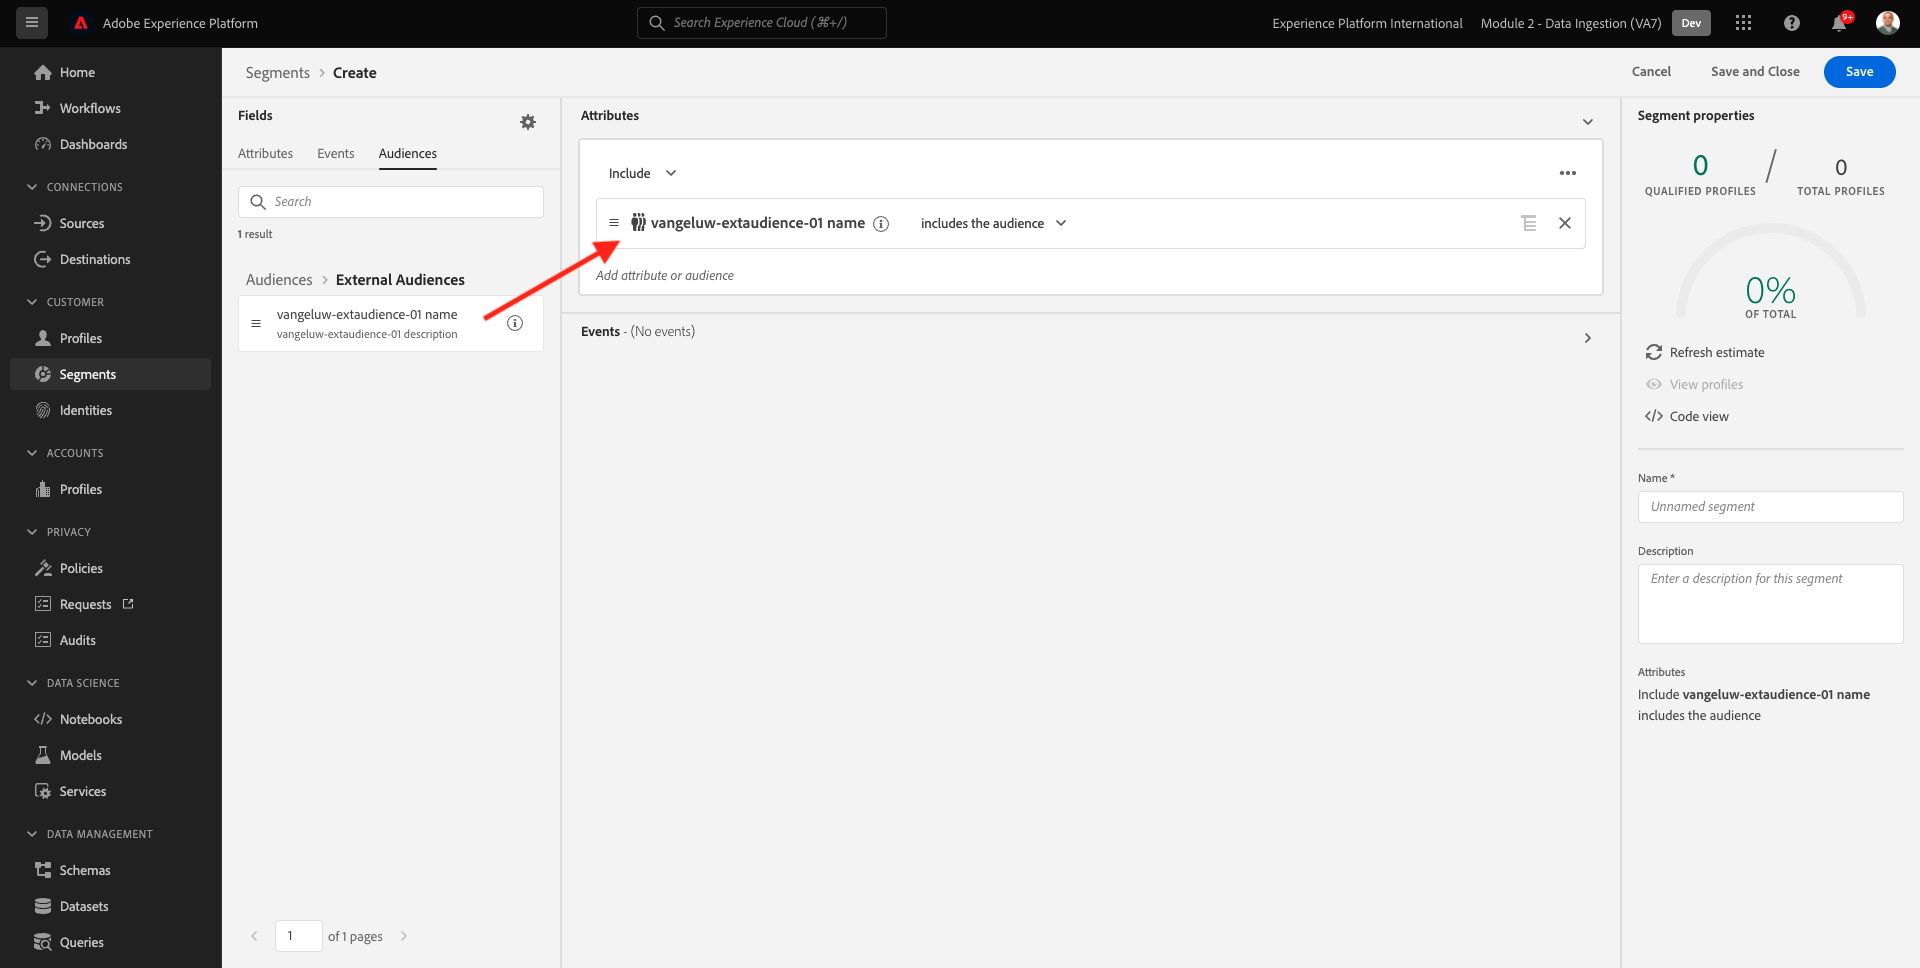 Adobe Experience Platform
Search Experience Cloud (⌘+/)
Experience Platform International
Module 2 - Data Ingestion (VA7)
Dev
9+
Home
Workflows
Dashboards
CONNECTIONS
Sources
Destinations
CUSTOMER
Profiles
Segments
Identities
ACCOUNTS
Profiles
PRIVACY
Policies
Requests
Audits
DATA SCIENCE
Notebooks
Models
Services
DATA MANAGEMENT
Schemas
Datasets
Queries
Segments > Create
Cancel
Save and Close
Save
Fields
Attributes
Events
Audiences
Search
1 result
Audiences > External Audiences
vangeluw-extaudience-01 name
vangeluw-extaudience-01 description
1 of 1 pages
Attributes
Include
vangeluw-extaudience-01 name includes the audience
Add attribute or audience
Events - (No events)
Segment properties
0 / 0
QUALIFIED PROFILES TOTAL PROFILES
0%
OF TOTAL
Refresh estimate
View profiles
Code view
Name *
Unnamed segment
Description
Enter a description for this segment
Attributes
Include vangeluw-extaudience-01 name
includes the audience